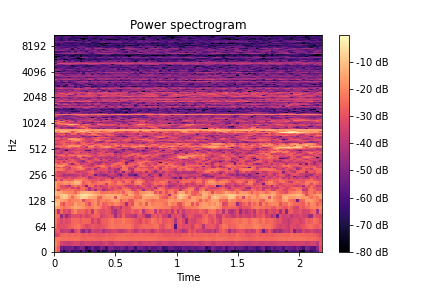 Power spectrogram
8192
4096
2048
1024
512
256
128
64
0
Hz
0
0.5
1
1.5
2
Time
-10 dB
-20 dB
-30 dB
-40 dB
-50 dB
-60 dB
-70 dB
-80 dB